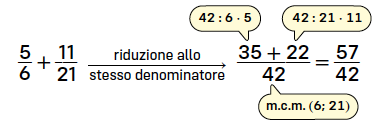 42 : 6 · 5
42 : 21 · 11
5/6 + 11/21 riduzione allo stesso denominatore (35 + 22)/42 = 57/42
m.c.m. (6; 21)